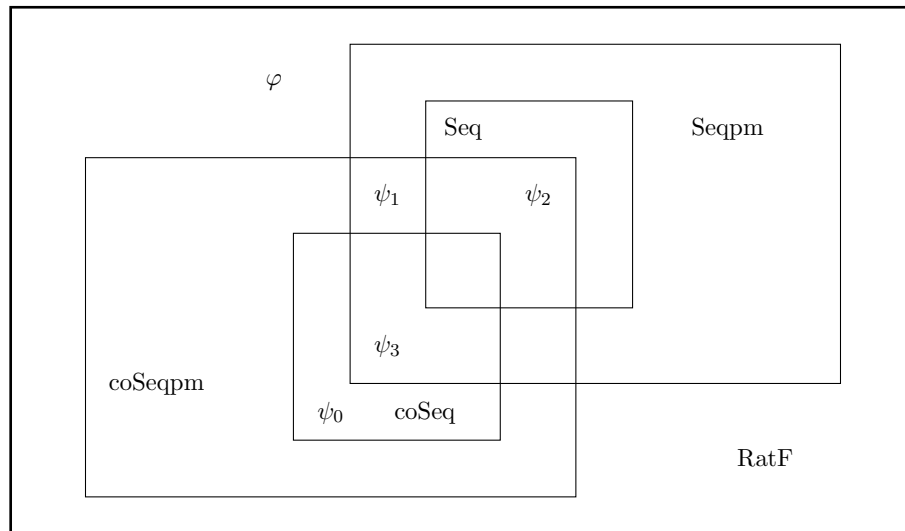 φ
Seq
Seqpm
ψ1
ψ2
ψ3
coSeqpm
ψ0
coSeq
RatF